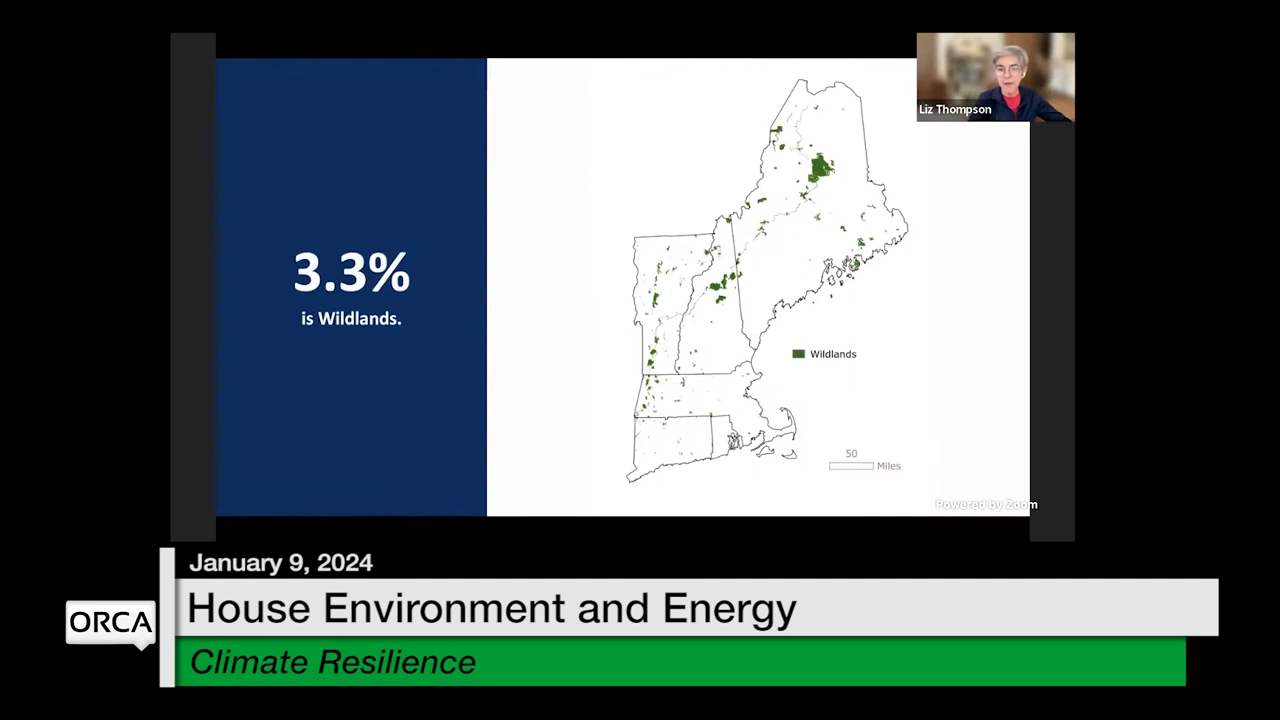 Liz Thompson
3.3%
is Wildlands.
Wildlands
50
Miles
Powered by Zoom
January 9, 2024
House Environment and Energy
ORCA
Climate Resilience